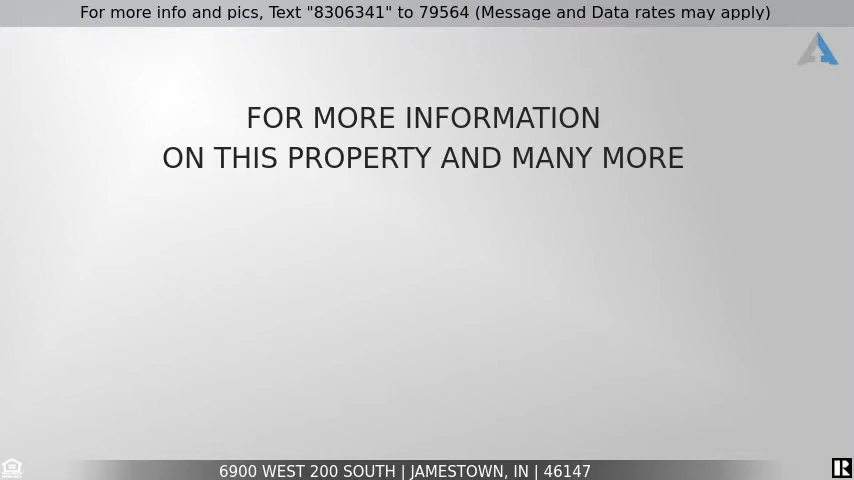 For more info and pics, Text "8306341" to 79564 (Message and Data rates may apply)
FOR MORE INFORMATION
ON THIS PROPERTY AND MANY MORE
6900 WEST 200 SOUTH | JAMESTOWN, IN | 46147